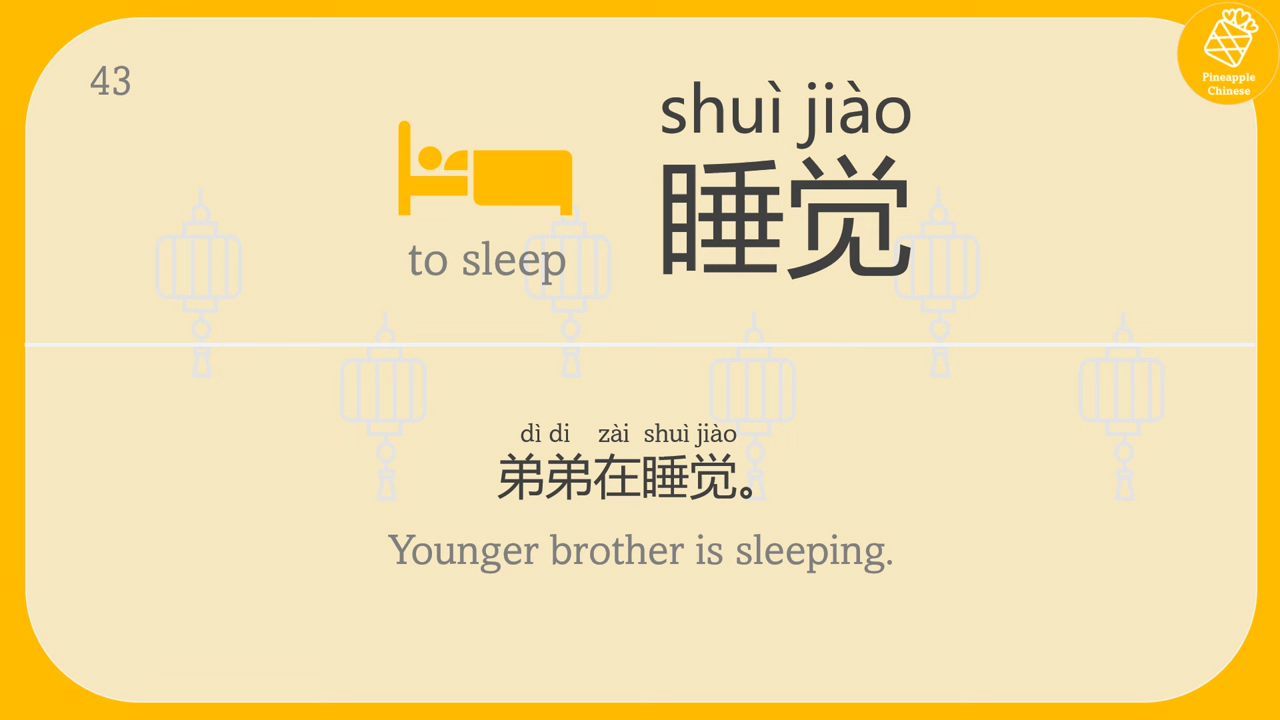 43
Pineapple
Chinese
shuì jiào
睡觉
to sleep
dì di zài shuì jiào
弟弟在睡觉。
Younger brother is sleeping.